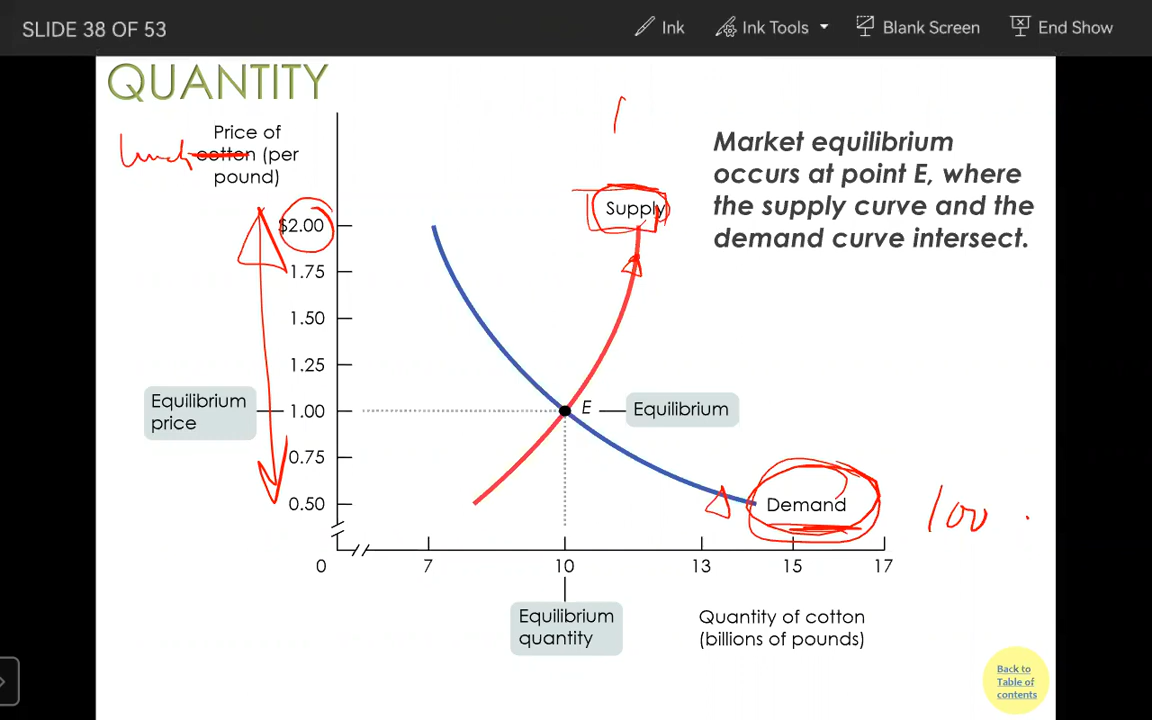 SLIDE 38 OF 53
Ink
Ink Tools
Blank Screen
End Show
QUANTITY
Price of
lunch cotton (per
pound)
Market equilibrium
occurs at point E, where
the supply curve and the
demand curve intersect.
Supply
$2.00
1.75
1.50
1.25
Equilibrium
price
1.00
E
Equilibrium
0.75
0.50
Demand
100
0
7
10
13
15
17
Equilibrium
quantity
Quantity of cotton
(billions of pounds)
Back to
Table of
contents